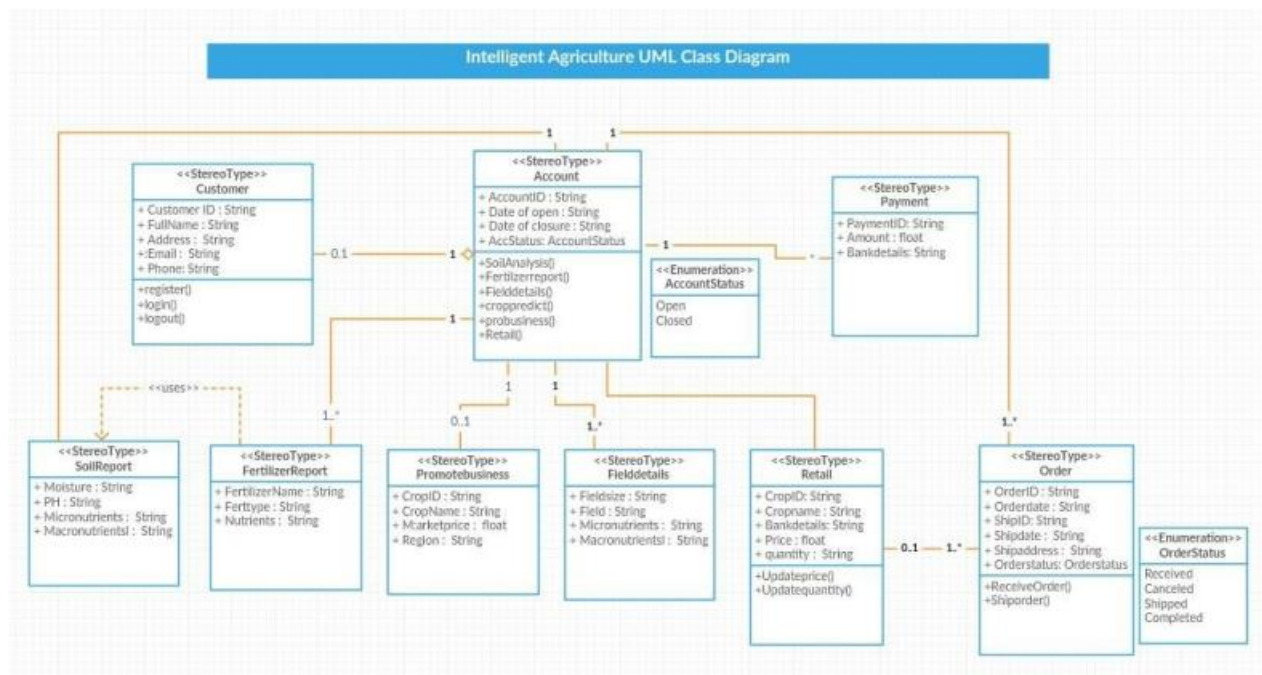 Intelligent Agriculture UML Class Diagram
1
1
<<StereoType>>
Customer
+ Customer ID : String
+ FullName : String
+ Address : String
+:Email : String
+ Phone: String
+register()
+login()
+logout()
0.1
1
<<StereoType>>
Account
+ AccountID : String
+ Date of open : String
+ Date of closure : String
+ AccStatus: AccountStatus
+SoilAnalysis()
+Fertilizerreport()
+Fielddetails()
+croppredict()
+probusiness()
+Retail()
1
*
<<StereoType>>
Payment
+ PaymentID: String
+ Amount : float
+ Bankdetails: String
<<Enumeration>>
AccountStatus
Open
Closed
1
1..*
<<uses>>
1
0..1
1
1..*
1..*
<<StereoType>>
SoilReport
+ Moisture : String
+ PH : String
+ Micronutrients : String
+ Macronutrientsl : String
<<StereoType>>
FertilizerReport
+ FertilizerName : String
+ Ferttype : String
+ Nutrients : String
<<StereoType>>
Promotebusiness
+ CropID : String
+ CropName : String
+ M:arketprice : float
+ Region : String
<<StereoType>>
Fielddetails
+ Fieldsize : String
+ Field : String
+ Micronutrients : String
+ Macronutrientsl : String
<<StereoType>>
Retail
+ CropID: String
+ Cropname : String
+ Bankdetails: String
+ Price : float
+ quantity : String
+Updateprice()
+Updatequantity()
0.1
1..*
<<StereoType>>
Order
+ OrderID : String
+ Orderdate : String
+ ShipID: String
+ Shipdate : String
+ Shipaddress : String
+ Orderstatus: Orderstatus
+ReceiveOrder()
+Shiporder()
<<Enumeration>>
OrderStatus
Received
Canceled
Shipped
Completed